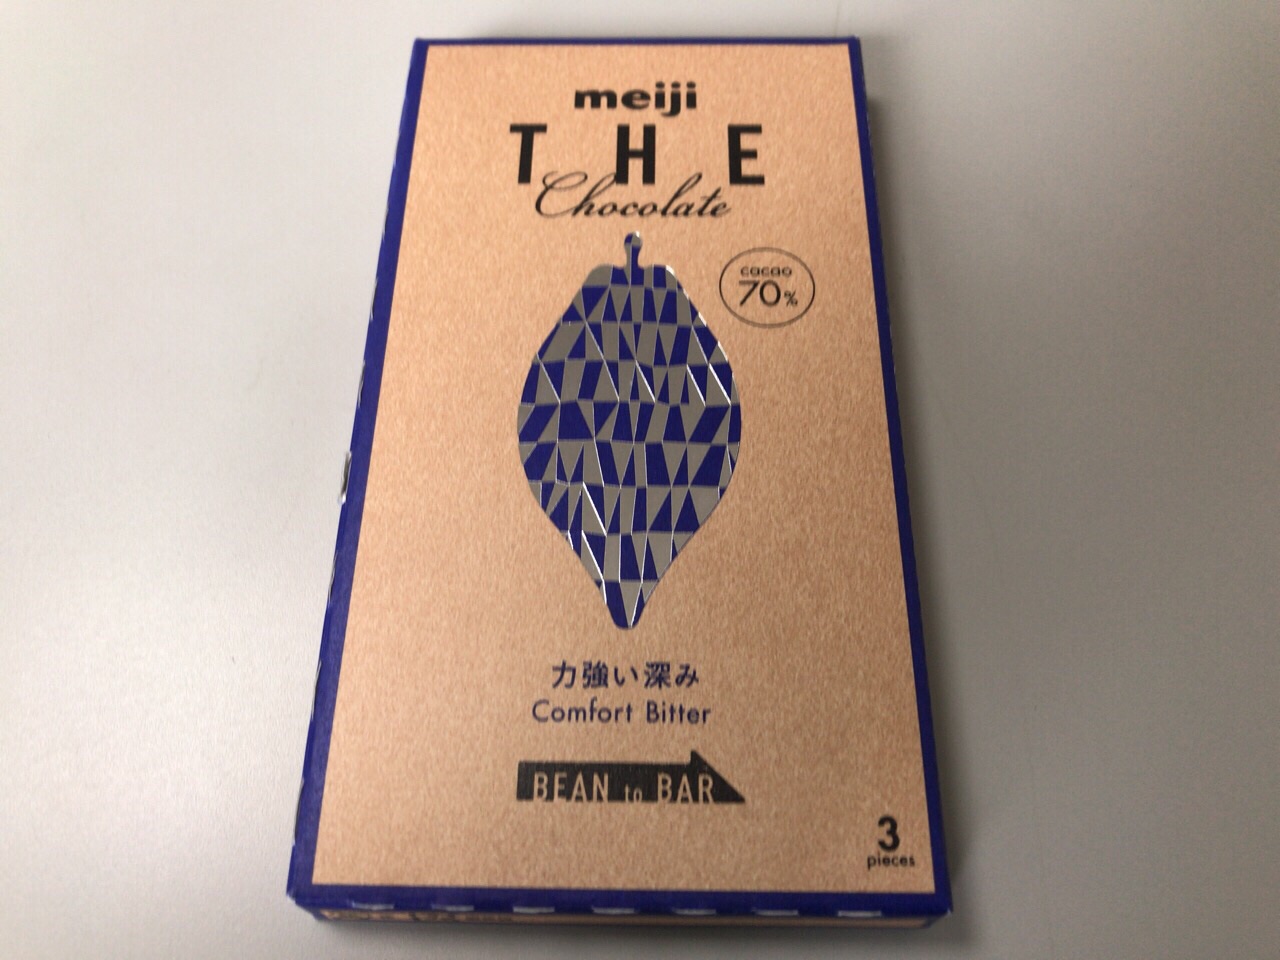 meiji
THE
Chocolate
cacao
70%
力強い深み
Comfort Bitter
BEAN to BAR
3
pieces